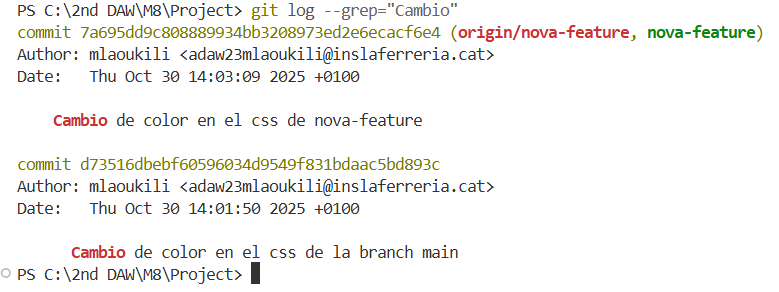 PS C:\2nd DAW\M8\Project> git log --grep="Cambio"
commit 7a695dd9c808889934bb3208973ed2e6ecacf6e4 (origin/nova-feature, nova-feature)
Author: mlaoukili <adaw23mlaoukili@inslaferreria.cat>
Date:   Thu Oct 30 14:03:09 2025 +0100
    Cambio de color en el css de nova-feature
commit d73516dbebf60596034d9549f831bdaac5bd893c
Author: mlaoukili <adaw23mlaoukili@inslaferreria.cat>
Date:   Thu Oct 30 14:01:50 2025 +0100
      Cambio de color en el css de la branch main
PS C:\2nd DAW\M8\Project>